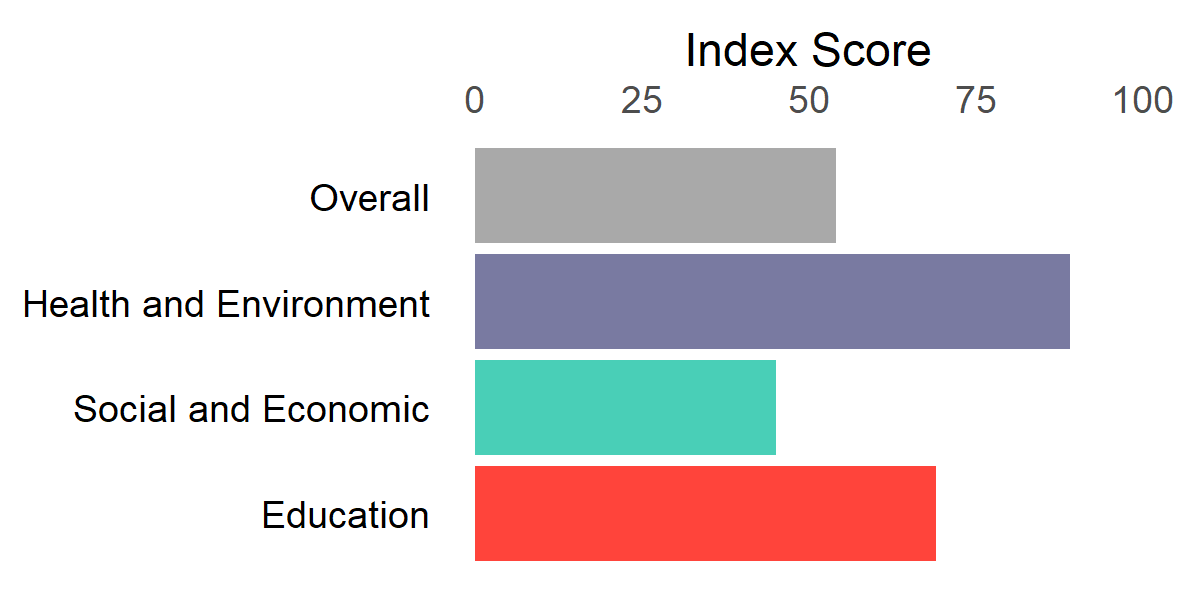 Index Score
0 25 50 75 100
Overall
Health and Environment
Social and Economic
Education